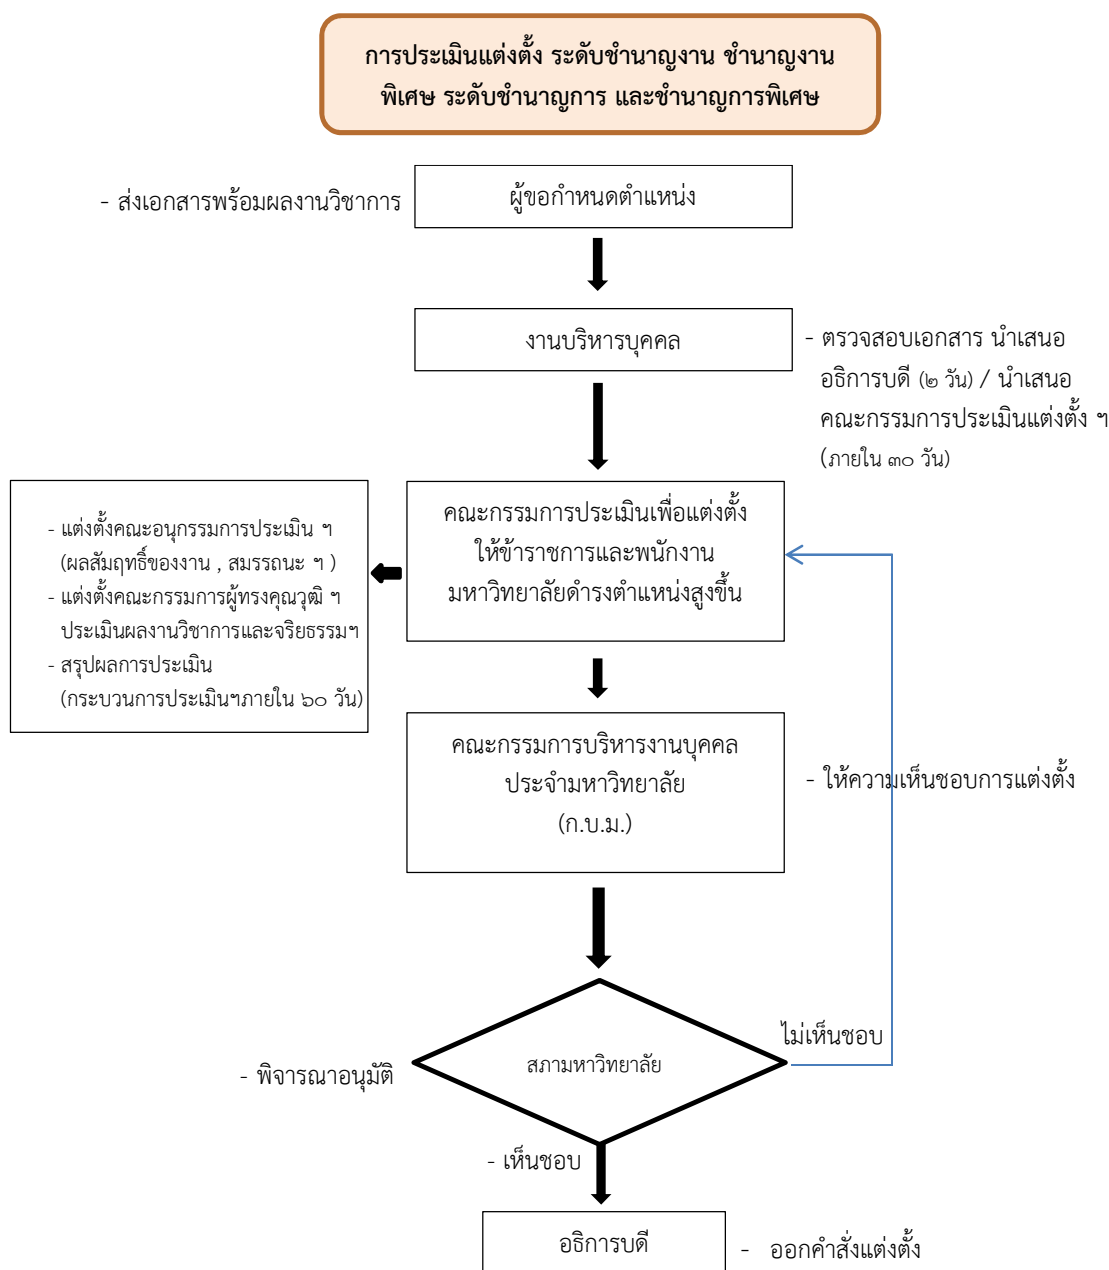 การประเมินแต่งตั้ง ระดับชำนาญงาน ชำนาญงาน
พิเศษ ระดับชำนาญการ และชำนาญการพิเศษ
- ส่งเอกสารพร้อมผลงานวิชาการ
ผู้ขอกำหนดตำแหน่ง
งานบริหารบุคคล
- ตรวจสอบเอกสาร นำเสนอ
อธิการบดี (๒ วัน) / นำเสนอ
คณะกรรมการประเมินแต่งตั้ง ฯ
(ภายใน ๓๐ วัน)
คณะกรรมการประเมินเพื่อแต่งตั้ง
ให้ข้าราชการและพนักงาน
มหาวิทยาลัยดำรงตำแหน่งสูงขึ้น
- แต่งตั้งคณะอนุกรรมการประเมิน ฯ
(ผลสัมฤทธิ์ของงาน , สมรรถนะ ฯ )
- แต่งตั้งคณะกรรมการผู้ทรงคุณวุฒิ ฯ
ประเมินผลงานวิชาการและจริยธรรมฯ
- สรุปผลการประเมิน
(กระบวนการประเมินฯภายใน ๖๐ วัน)
คณะกรรมการบริหารงานบุคคล
ประจำมหาวิทยาลัย
(ก.บ.ม.)
- ให้ความเห็นชอบการแต่งตั้ง
ไม่เห็นชอบ
สภามหาวิทยาลัย
- พิจารณาอนุมัติ
- เห็นชอบ
อธิการบดี
- ออกคำสั่งแต่งตั้ง